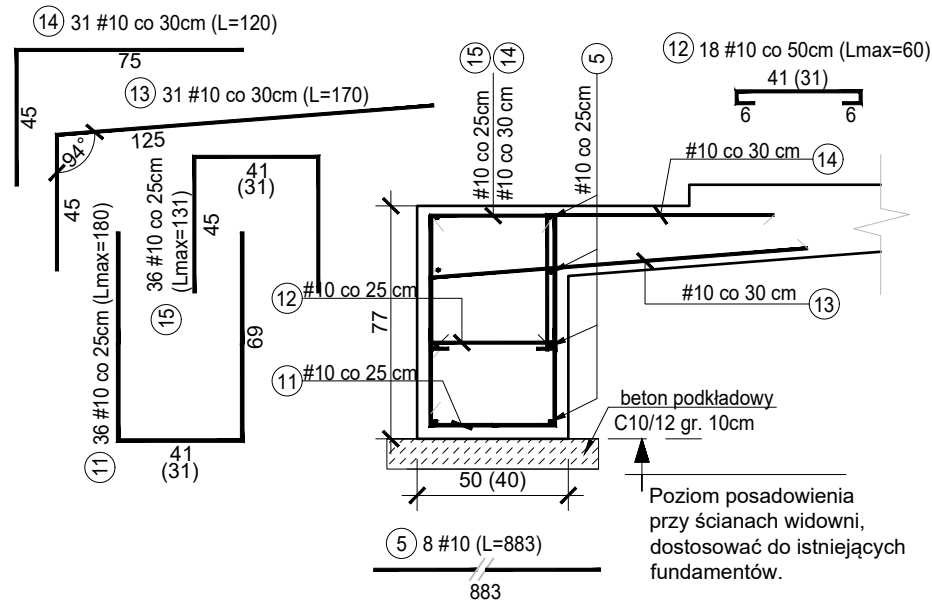 14 31 #10 co 30cm (L=120)
75
45
13 31 #10 co 30cm (L=170)
125
94°
45
15 36 #10 co 25cm
(Lmax=131)
41
(31)
45
11 36 #10 co 25cm (Lmax=180)
69
41
(31)
15 14
#10 co 25cm
#10 co 30 cm
5
#10 co 25cm
12 18 #10 co 50cm (Lmax=60)
41 (31)
6
6
#10 co 30 cm 14
#10 co 30 cm 13
12 #10 co 25 cm
77
11 #10 co 25 cm
beton podkładowy
C10/12 gr. 10cm
50 (40)
Poziom posadowienia
przy ścianach widowni,
dostosować do istniejących
fundamentów.
5 8 #10 (L=883)
883